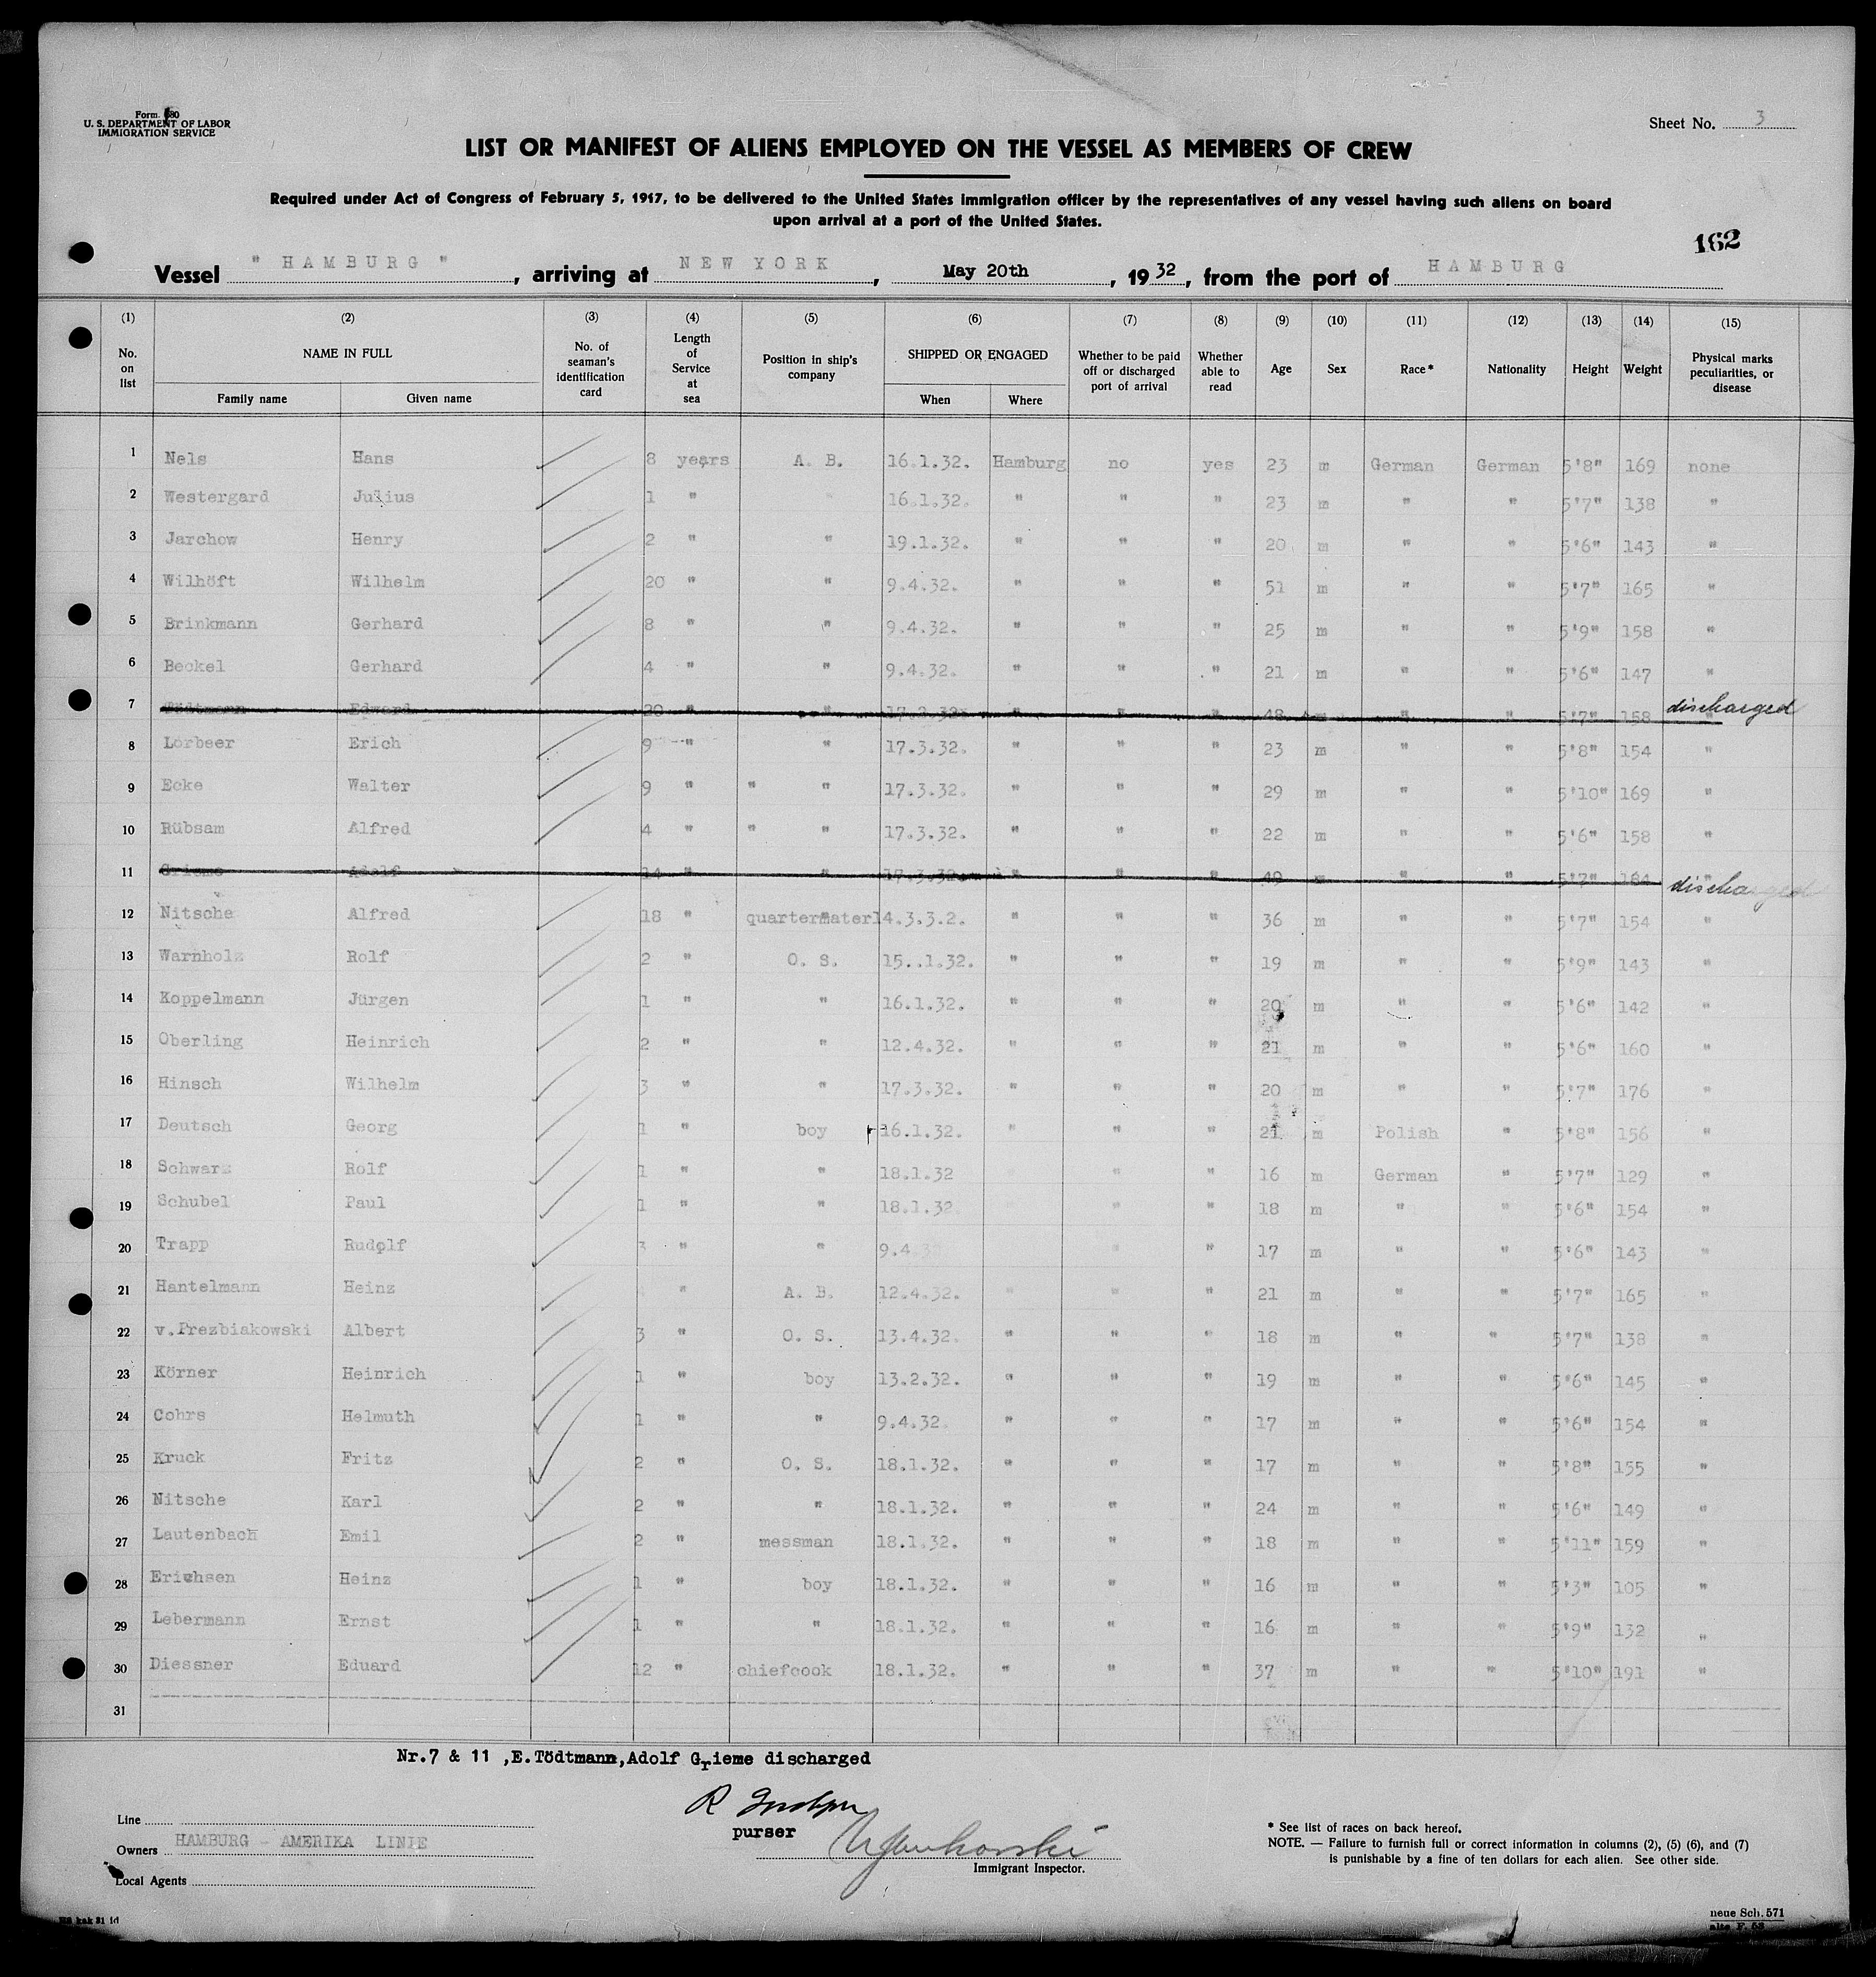 Form. 680
U. S. DEPARTMENT OF LABOR
IMMIGRATION SERVICE
Sheet No. 3
LIST OR MANIFEST OF ALIENS EMPLOYED ON THE VESSEL AS MEMBERS OF CREW
Required under Act of Congress of February 5, 1917, to be delivered to the United States immigration officer by the representatives of any vessel having such aliens on board
upon arrival at a port of the United States.
162
Vessel " HAMBURG " , arriving at NEW YORK , May 20th , 1932, from the port of HAMBURG
(1) (2) (3) (4) (5) (6) (7) (8) (9) (10) (11) (12) (13) (14) (15)
No. on list NAME IN FULL Family name Given name No. of seaman's identification card Length of Service at sea Position in ship's company SHIPPED OR ENGAGED When Where Whether to be paid off or discharged port of arrival Whether able to read Age Sex Race* Nationality Height Weight Physical marks peculiarities, or disease
1 Nels Hans 8 years A. B. 16.1.32. Hamburg no yes 23 m German German 5'8" 169 none
2 Westergard Julius 1 " " 16.1.32. " " " 23 m " " 5'7" 138 "
3 Jarchow Henry 2 " " 19.1.32. " " " 20 m " " 5'6" 143 "
4 Wilhöft Wilhelm 20 " " 9.4.32. " " " 51 m " " 5'7" 165 "
5 Brinkmann Gerhard 8 " " 9.4.32. " " " 25 m " " 5'9" 158 "
6 Beckel Gerhard 4 " " 9.4.32. " " " 21 m " " 5'6" 147 "
7 Tödtmann Edward 20 " " 17.3.32. " " " 48 m " " 5'7" 158 " discharged
8 Lorbeer Erich 9 " " 17.3.32. " " " 23 m " " 5'8" 154 "
9 Ecke Walter 9 " " " 17.3.32. " " " 29 m " " 5'10" 169 "
10 Rübsam Alfred 4 " " " 17.3.32. " " " 22 m " " 5'6" 158 "
11 Grieme Adolf 14 " " 17.3.32. " " " 49 m " " 5'7" 184 " discharged
12 Nitsche Alfred 18 " quartermater14.3.3.2. " " " 36 m " " 5'7" 154 "
13 Warnholz Rolf 2 " O. S. 15..1.32. " " " 19 m " " 5'9" 143 "
14 Koppelmann Jürgen 1 " " 16.1.32. " " " 20 m " " 5'6" 142 "
15 Oberling Heinrich 2 " " 12.4.32. " " " 21 m " " 5'6" 160 "
16 Hinsch Wilhelm 3 " " 17.3.32. " " " 20 m " " 5'7" 176 "
17 Deutsch Georg 1 " boy 16.1.32. " " " 21 m Polish " 5'8" 156 "
18 Schwarz Rolf 1 " " 18.1.32 " " 16 m German " 5'7" 129 "
19 Schubel Paul 1 " " 18.1.32 " " 18 m " " 5'6" 154 "
20 Trapp Rudolf 3 " " 9.4 " " 17 m " " 5'6" 143 "
21 Hantelmann Heinz " A. B. 12.4.32. " " " 21 m " " 5'7" 165 "
22 v.Prezbiakowski Albert 3 " O. S. 13.4.32. " " " 18 m " " 5'7" 138 "
23 Körner Heinrich 1 " boy 13.2.32. " " " 19 m " " 5'6" 145 "
24 Cohrs Helmuth 1 " " 9.4.32. " " " 17 m " " 5'6" 154 "
25 Kruck Fritz 2 " O. S. 18.1.32. " " " 17 m " " 5'8" 155 "
26 Nitsche Karl 2 " " 18.1.32. " " " 24 m " " 5'6" 149 "
27 Lautenbach Emil 2 " messman 18.1.32. " " " 18 m " " 5'11" 159 "
28 Erichsen Heinz 1 " boy 18.1.32. " " " 16 m " " 5'3" 105 "
29 Lebermann Ernst 1 " " 18.1.32. " " " 16 m " " 5'9" 132 "
30 Diessner Eduard 12 " chiefcook 18.1.32. " " " 37 m " " 5'10" 191 "
31
Nr.7 & 11 ,E.Tödtmann,Adolf Grieme discharged
purser
Line
Owners HAMBURG - AMERIKA LINIE
Local Agents
Immigrant Inspector.
* See list of races on back hereof.
NOTE. — Failure to furnish full or correct information in columns (2), (5) (6), and (7)
is punishable by a fine of ten dollars for each alien. See other side.
neue Sch. 571
alte F. 53